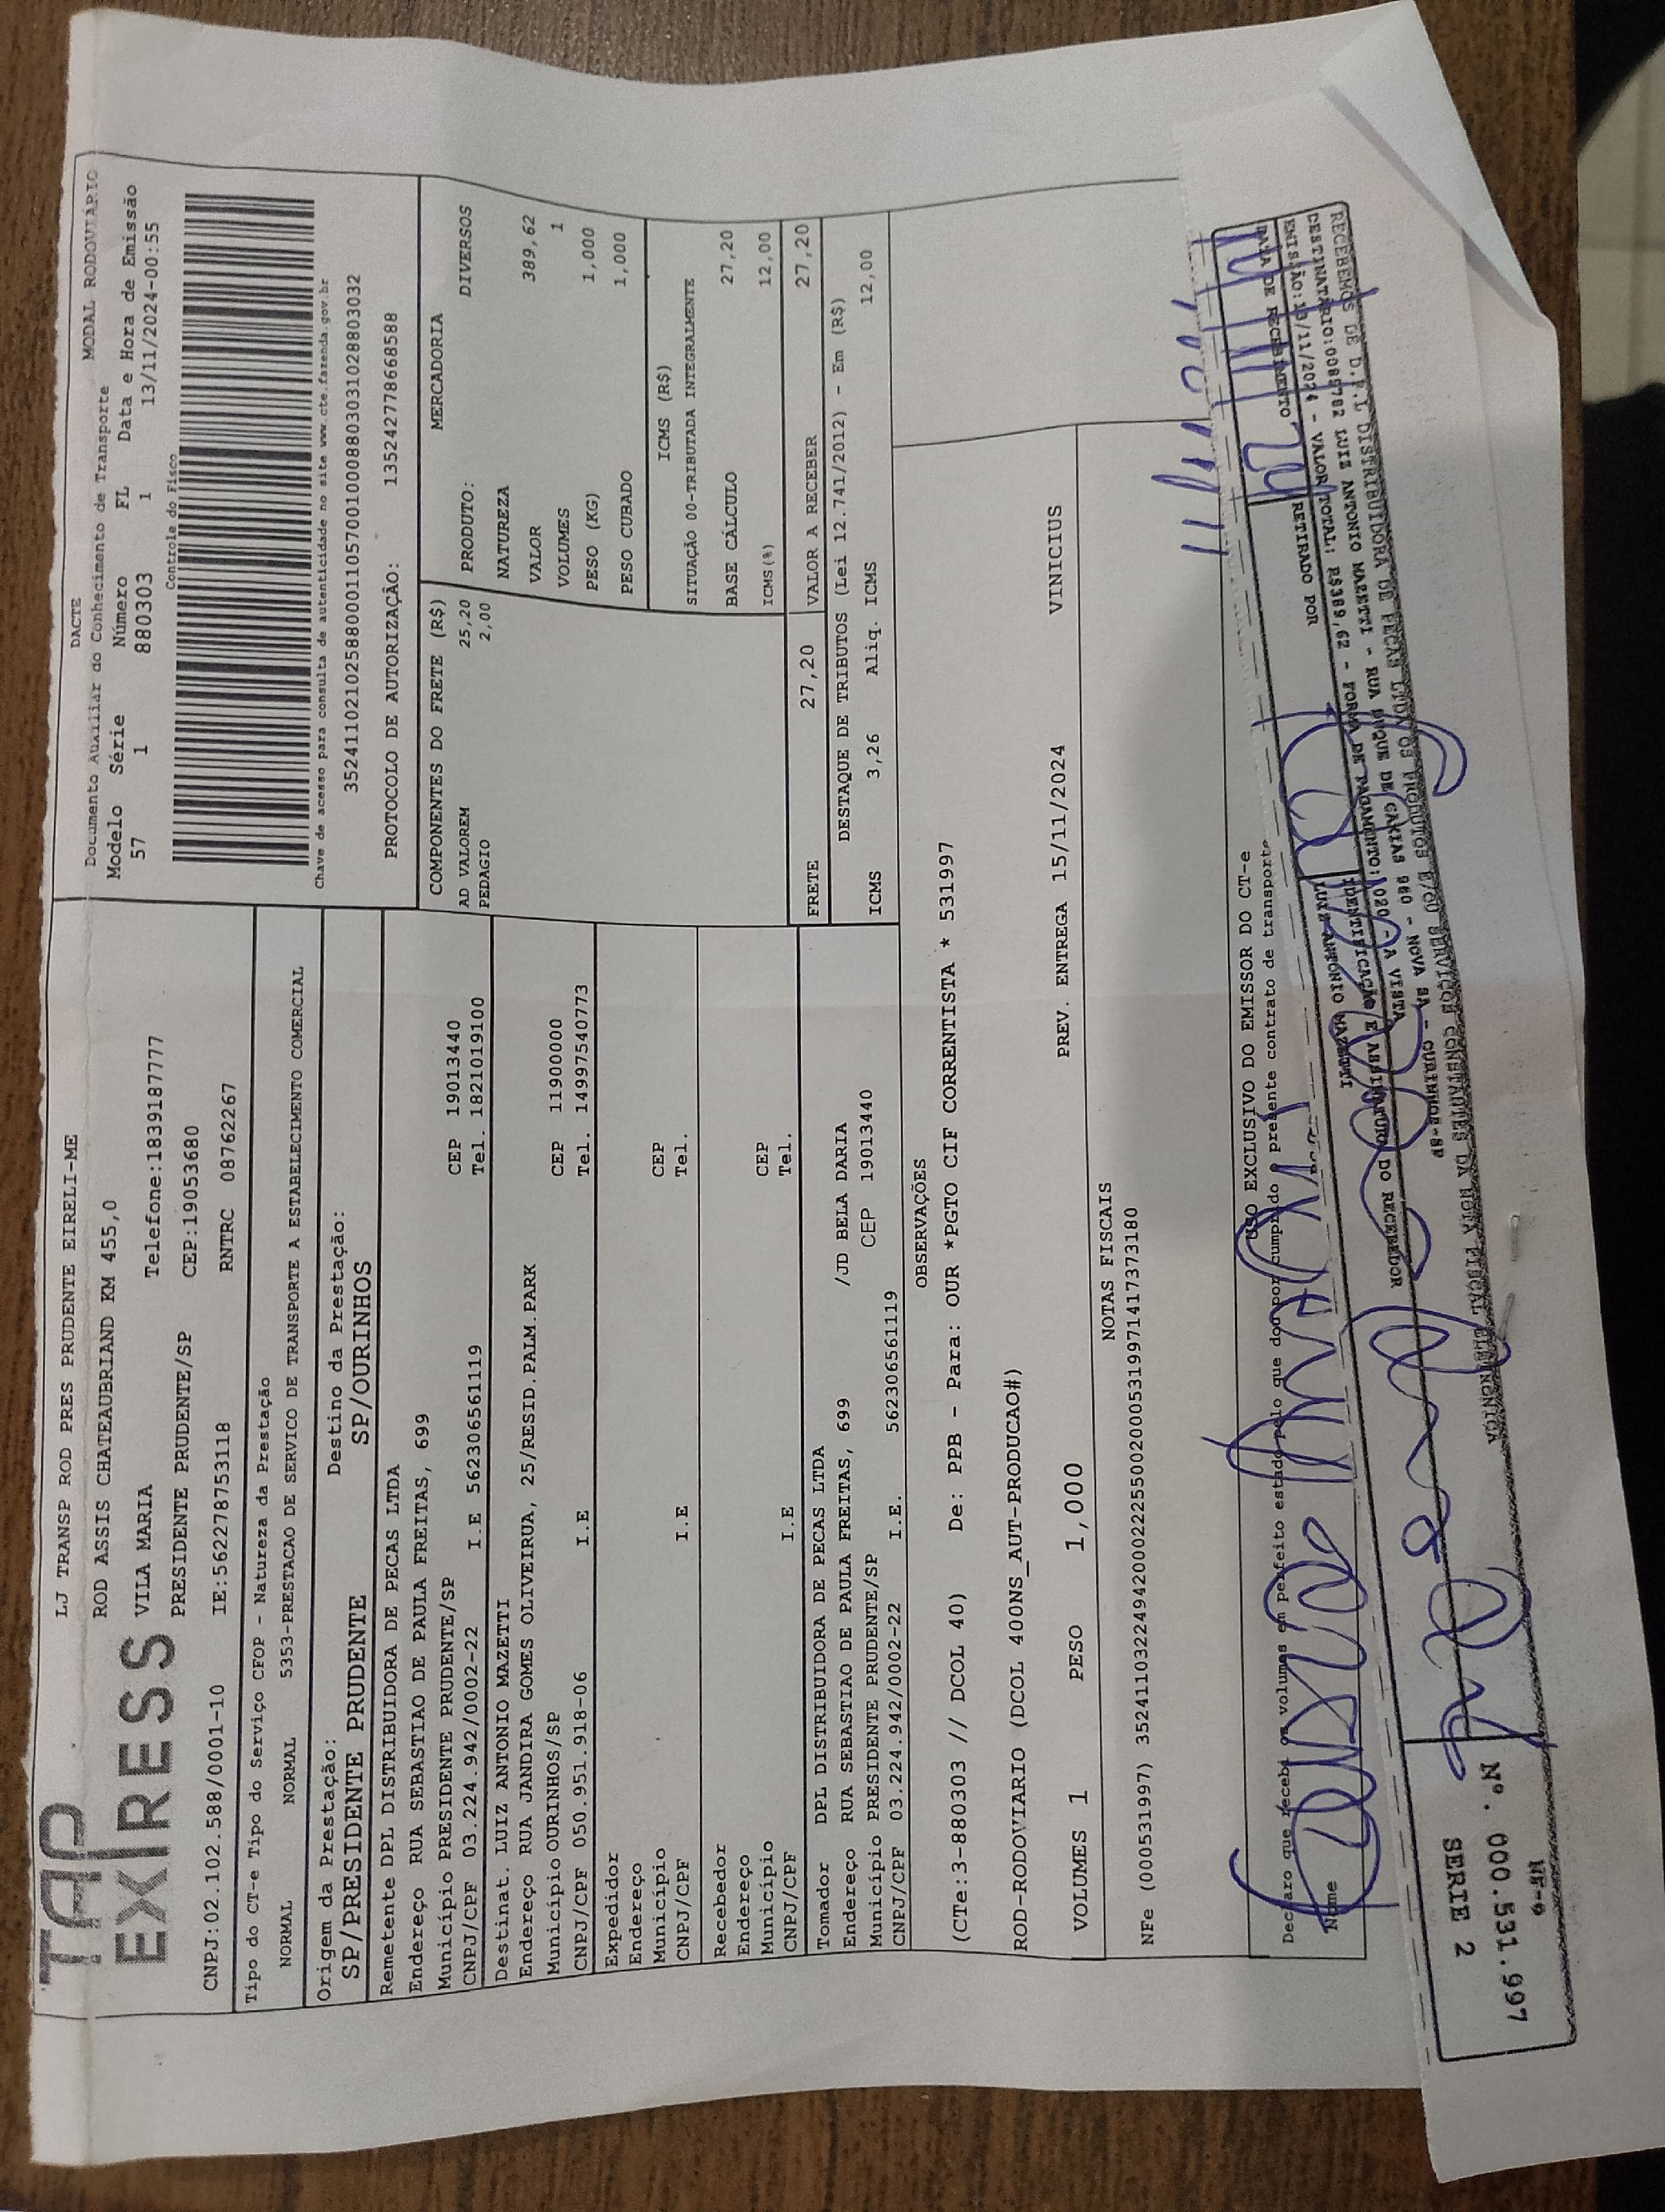 TAP
EXPRESS
LJ TRANSP ROD PRES PRUDENTE EIRELI-ME
ROD ASSIS CHATEAUBRIAND KM 455,0
VILA MARIA Telefone:1839187777
PRESIDENTE PRUDENTE/SP CEP:19053680
CNPJ:02.102.588/0001-10 IE:562278753118 RNTRC 08762267
DACTE MODAL RODOVIÁRIO
Documento Auxiliar do Conhecimento de Transporte
Modelo Série Número FL Data e Hora de Emissão
57 1 880303 1 13/11/2024-00:55
Controle do Fisco
Chave de acesso para consulta de autenticidade no site www.cte.fazenda.gov.br
35241102102588000110570010008803031028803032
PROTOCOLO DE AUTORIZAÇÃO: 135242778668588
Tipo do CT-e Tipo do Serviço CFOP - Natureza da Prestação
NORMAL NORMAL 5353-PRESTACAO DE SERVICO DE TRANSPORTE A ESTABELECIMENTO COMERCIAL
Origem da Prestação: Destino da Prestação:
SP/PRESIDENTE PRUDENTE SP/OURINHOS
Remetente DPL DISTRIBUIDORA DE PECAS LTDA
Endereço RUA SEBASTIAO DE PAULA FREITAS, 699
Município PRESIDENTE PRUDENTE/SP CEP 19013440
CNPJ/CPF 03.224.942/0002-22 I.E 562306561119 Tel. 1821019100
Destinat. LUIZ ANTONIO MAZETTI
Endereço RUA JANDIRA GOMES OLIVEIRUA, 25/RESID.PALM.PARK
Município OURINHOS/SP CEP 11900000
CNPJ/CPF 050.951.918-06 I.E Tel. 14997540773
Expedidor
Endereço
Município CEP
CNPJ/CPF I.E Tel.
Recebedor
Endereço
Município CEP
CNPJ/CPF I.E Tel.
Tomador DPL DISTRIBUIDORA DE PECAS LTDA
Endereço RUA SEBASTIAO DE PAULA FREITAS, 699 /JD BELA DARIA
Município PRESIDENTE PRUDENTE/SP CEP 19013440
CNPJ/CPF 03.224.942/0002-22 I.E. 562306561119
COMPONENTES DO FRETE (R$)
AD VALOREM 25,20
PEDAGIO 2,00
MERCADORIA
PRODUTO: DIVERSOS
NATUREZA
VALOR 389,62
VOLUMES 1
PESO (KG) 1,000
PESO CUBADO 1,000
ICMS (R$)
SITUAÇÃO 00-TRIBUTADA INTEGRALMENTE
BASE CÁLCULO 27,20
ICMS(%) 12,00
FRETE 27,20 VALOR A RECEBER 27,20
DESTAQUE DE TRIBUTOS (Lei 12.741/2012) - Em (R$)
ICMS 3,26 Aliq. ICMS 12,00
OBSERVAÇÕES
(CTe:3-880303 // DCOL 40) De: PPB - Para: OUR *PGTO CIF CORRENTISTA * 531997
ROD-RODOVIARIO (DCOL 400NS_AUT-PRODUCAO#)
VOLUMES 1 PESO 1,000 PREV. ENTREGA 15/11/2024 VINICIUS
NOTAS FISCAIS
NFe (000531997) 35241103224942000222550020005319971417373180
USO EXCLUSIVO DO EMISSOR DO CT-e
Declaro que recebi os volumes em perfeito estado pelo que dou por cumprido o presente contrato de transporte
Nome
RECEBEMOS DE D.P.L DISTRIBUIDORA DE PECAS LTDA OS PRODUTOS E/OU SERVIÇOS CONSTANTES DA NOTA FISCAL ELETRÔNICA
DESTINATÁRIO:0089782 LUIZ ANTONIO MAZETTI - RUA DUQUE DE CAXIAS 960 - NOVA - SA - OURINHOS-SP
EMISSÃO:13/11/2024 - VALOR TOTAL: R$389,62 - FORMA DE PAGAMENTO: 020 - A VISTA
DATA DE RECEBIMENTO RETIRADO POR IDENTIFICAÇÃO E ASSINATURA DO RECEBEDOR
LUIZ ANTONIO MAZETTI
NF-e
Nº. 000.531.997
SERIE 2